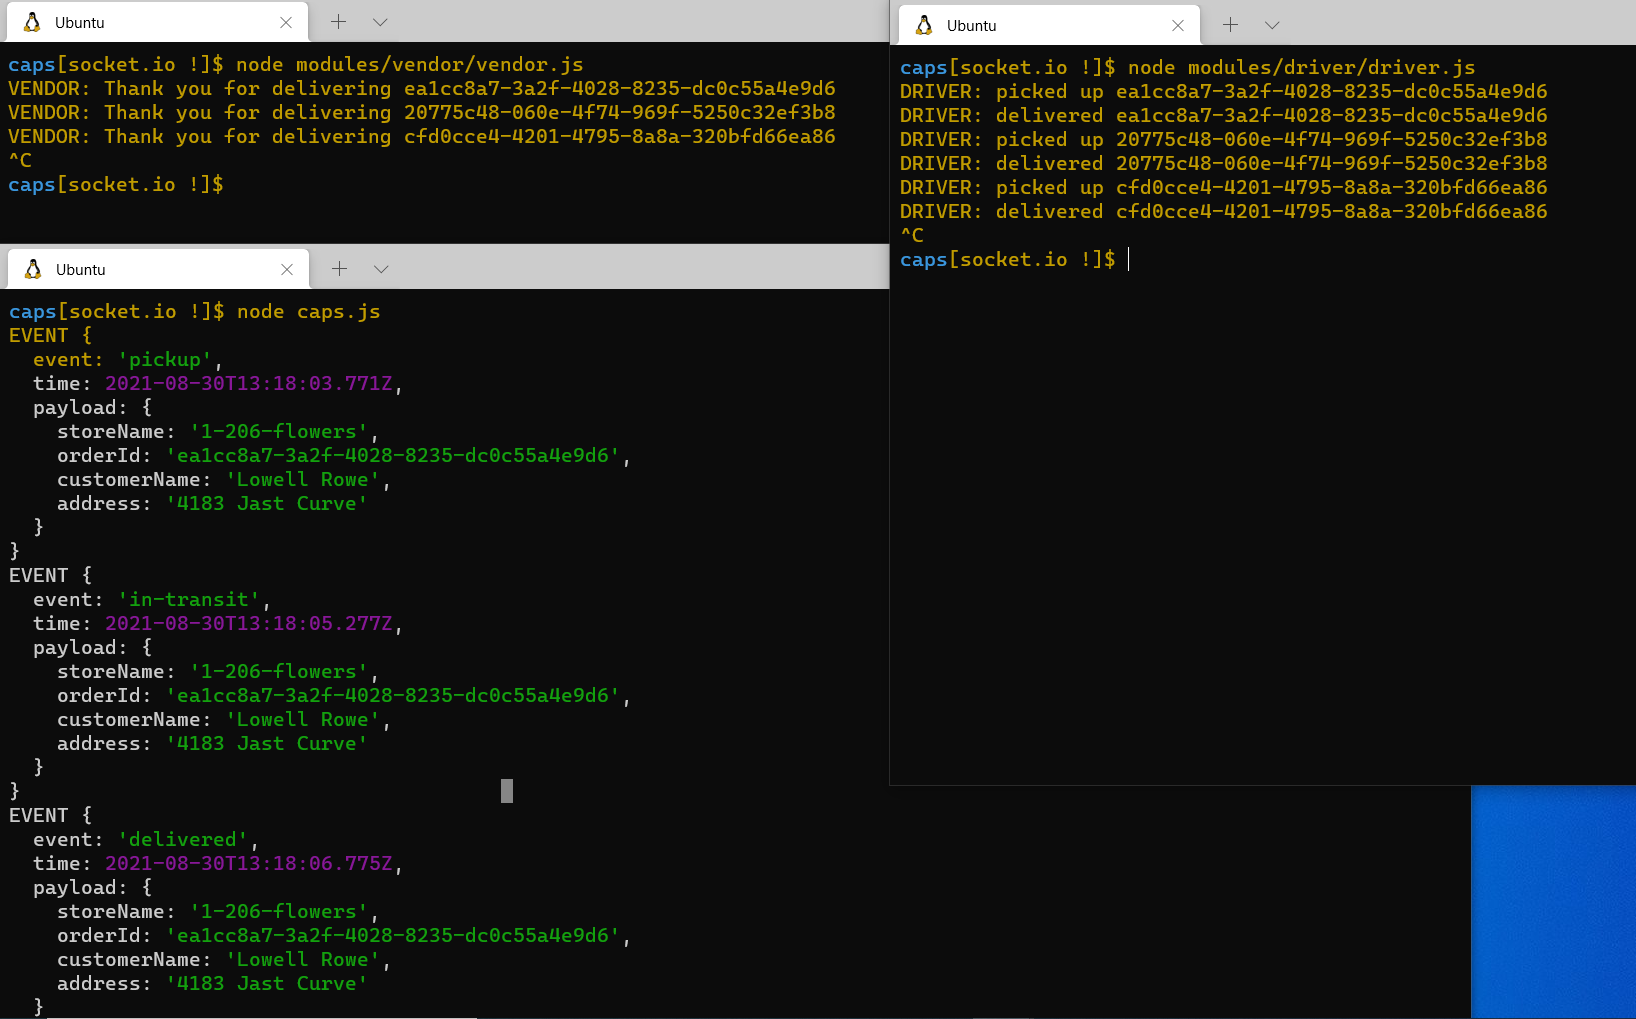 Ubuntu
caps[socket.io !]$ node modules/vendor/vendor.js
VENDOR: Thank you for delivering ea1cc8a7-3a2f-4028-8235-dc0c55a4e9d6
VENDOR: Thank you for delivering 20775c48-060e-4f74-969f-5250c32ef3b8
VENDOR: Thank you for delivering cfd0cce4-4201-4795-8a8a-320bfd66ea86
^C
caps[socket.io !]$
Ubuntu
caps[socket.io !]$ node modules/driver/driver.js
DRIVER: picked up ea1cc8a7-3a2f-4028-8235-dc0c55a4e9d6
DRIVER: delivered ea1cc8a7-3a2f-4028-8235-dc0c55a4e9d6
DRIVER: picked up 20775c48-060e-4f74-969f-5250c32ef3b8
DRIVER: delivered 20775c48-060e-4f74-969f-5250c32ef3b8
DRIVER: picked up cfd0cce4-4201-4795-8a8a-320bfd66ea86
DRIVER: delivered cfd0cce4-4201-4795-8a8a-320bfd66ea86
^C
caps[socket.io !]$
Ubuntu
caps[socket.io !]$ node caps.js
EVENT {
  event: 'pickup',
  time: 2021-08-30T13:18:03.771Z,
  payload: {
    storeName: '1-206-flowers',
    orderId: 'ea1cc8a7-3a2f-4028-8235-dc0c55a4e9d6',
    customerName: 'Lowell Rowe',
    address: '4183 Jast Curve'
  }
}
EVENT {
  event: 'in-transit',
  time: 2021-08-30T13:18:05.277Z,
  payload: {
    storeName: '1-206-flowers',
    orderId: 'ea1cc8a7-3a2f-4028-8235-dc0c55a4e9d6',
    customerName: 'Lowell Rowe',
    address: '4183 Jast Curve'
  }
}
EVENT {
  event: 'delivered',
  time: 2021-08-30T13:18:06.775Z,
  payload: {
    storeName: '1-206-flowers',
    orderId: 'ea1cc8a7-3a2f-4028-8235-dc0c55a4e9d6',
    customerName: 'Lowell Rowe',
    address: '4183 Jast Curve'
  }